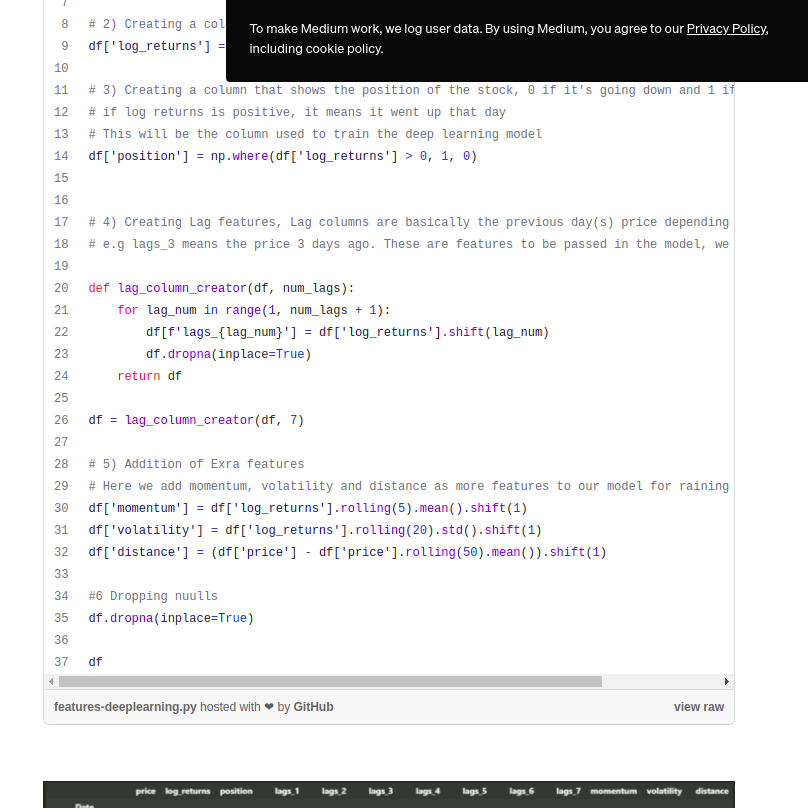 To make Medium work, we log user data. By using Medium, you agree to our Privacy Policy,
including cookie policy.
7
8 # 2) Creating a col
9 df['log_returns'] =
10
11 # 3) Creating a column that shows the position of the stock, 0 if it's going down and 1 if
12 # if log returns is positive, it means it went up that day
13 # This will be the column used to train the deep learning model
14 df['position'] = np.where(df['log_returns'] > 0, 1, 0)
15
16
17 # 4) Creating Lag features, Lag columns are basically the previous day(s) price depending
18 # e.g lags_3 means the price 3 days ago. These are features to be passed in the model, we
19
20 def lag_column_creator(df, num_lags):
21 for lag_num in range(1, num_lags + 1):
22 df[f'lags_{lag_num}'] = df['log_returns'].shift(lag_num)
23 df.dropna(inplace=True)
24 return df
25
26 df = lag_column_creator(df, 7)
27
28 # 5) Addition of Exra features
29 # Here we add momentum, volatility and distance as more features to our model for raining
30 df['momentum'] = df['log_returns'].rolling(5).mean().shift(1)
31 df['volatility'] = df['log_returns'].rolling(20).std().shift(1)
32 df['distance'] = (df['price'] - df['price'].rolling(50).mean()).shift(1)
33
34 #6 Dropping nuulls
35 df.dropna(inplace=True)
36
37 df
features-deeplearning.py hosted with ❤ by GitHub view raw
price log_returns position lags_1 lags_2 lags_3 lags_4 lags_5 lags_6 lags_7 momentum volatility distance
Date